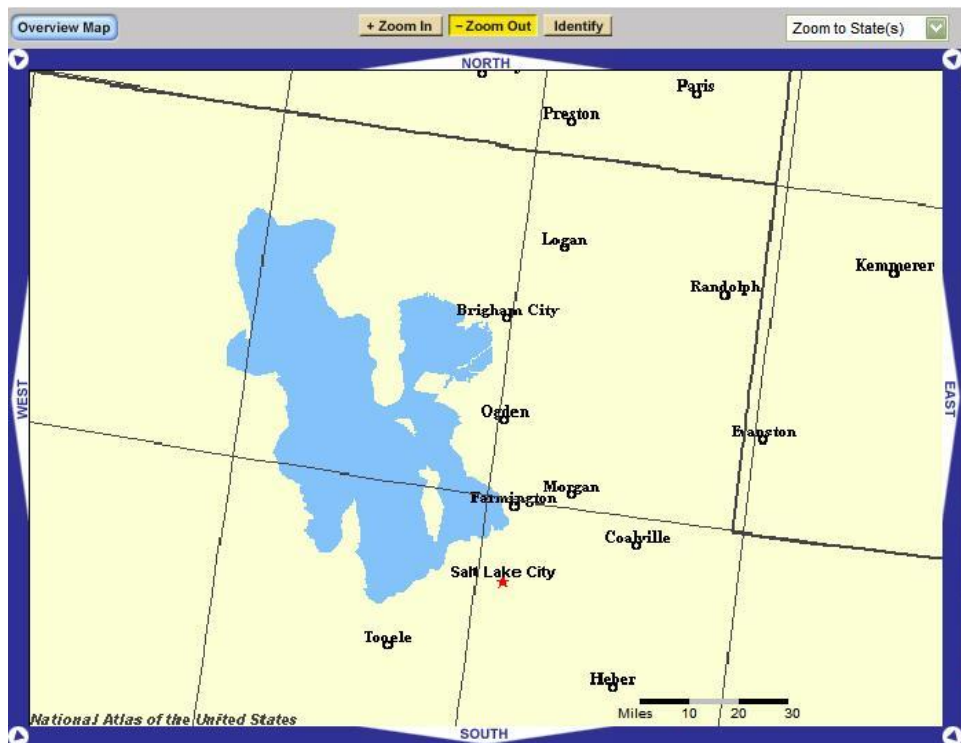 Overview Map
+ Zoom In
− Zoom Out
Identify
Zoom to State(s)
NORTH
Paris
Preston
Logan
Kemmerer
Randolph
Brigham City
WEST
EAST
Ogden
Evanston
Morgan
Farmington
Coalville
Salt Lake City
Tooele
Heber
Miles 10 20 30
National Atlas of the United States
SOUTH